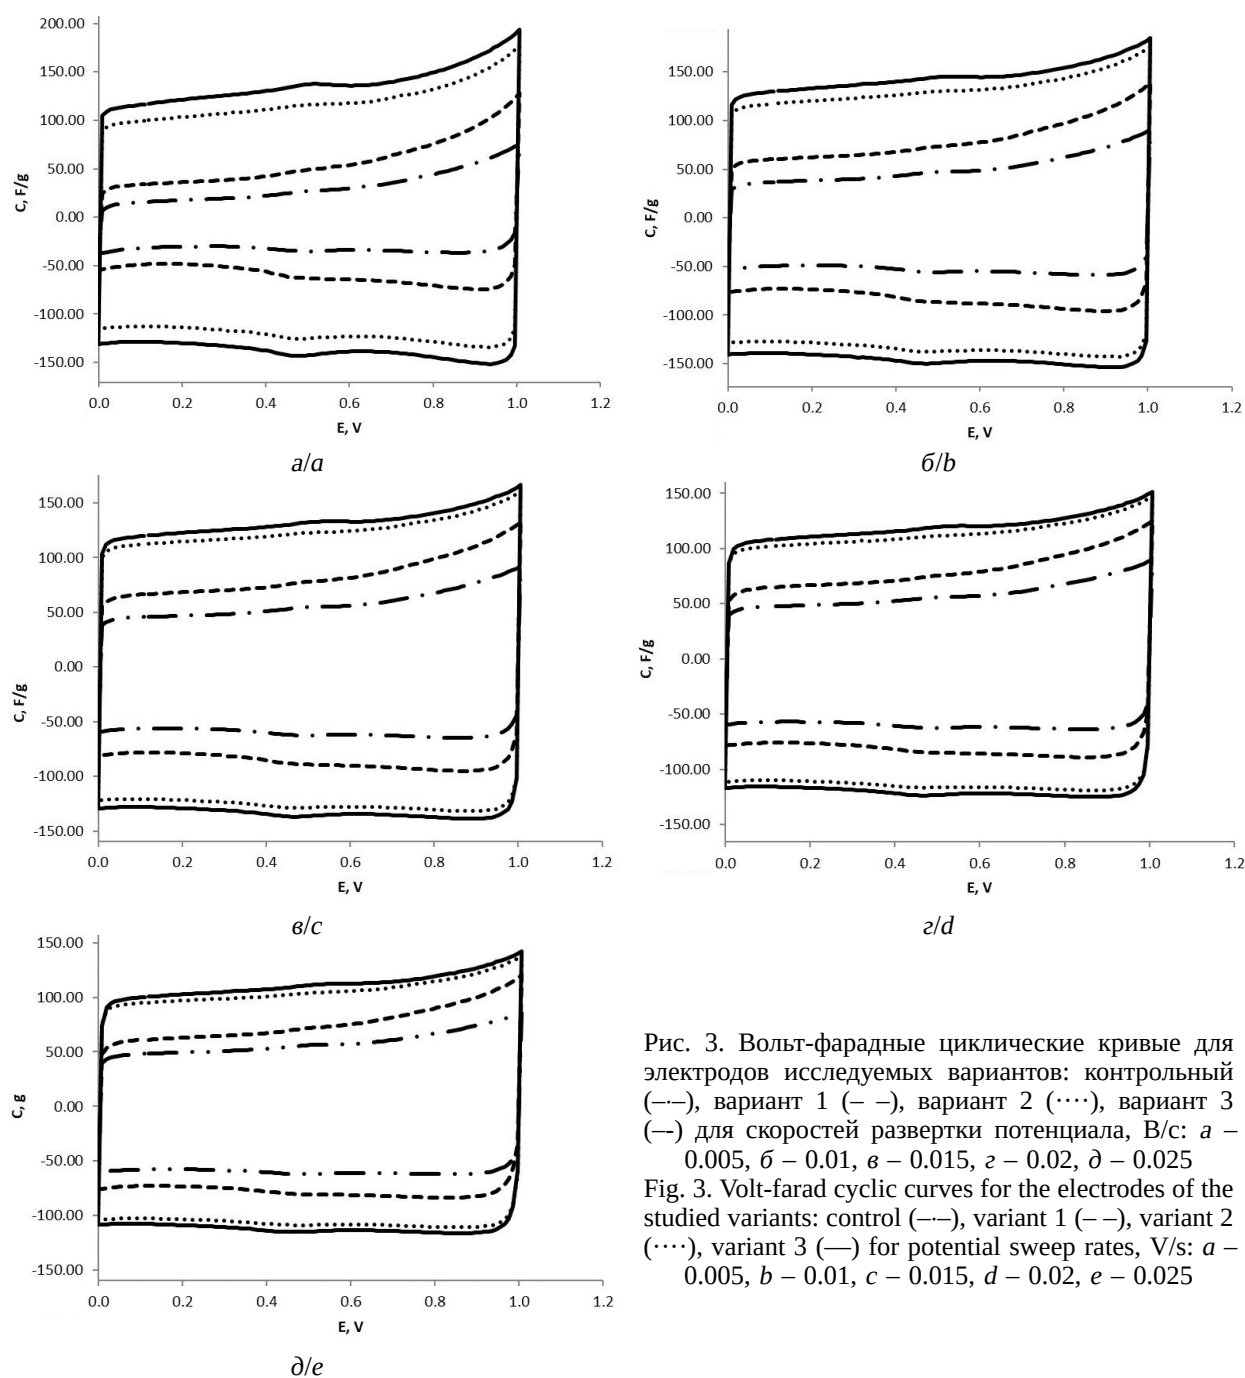 200.00
150.00
100.00
50.00
0.00
-50.00
-100.00
-150.00
C, F/g
0.0 0.2 0.4 0.6 0.8 1.0 1.2
E, V
а/a
150.00
100.00
50.00
0.00
-50.00
-100.00
-150.00
C, F/g
0.0 0.2 0.4 0.6 0.8 1.0 1.2
E, V
б/b
150.00
100.00
50.00
0.00
-50.00
-100.00
-150.00
C, F/g
0.0 0.2 0.4 0.6 0.8 1.0 1.2
E, V
в/c
150.00
100.00
50.00
0.00
-50.00
-100.00
-150.00
C, F/g
0.0 0.2 0.4 0.6 0.8 1.0 1.2
E, V
г/d
150.00
100.00
50.00
0.00
-50.00
-100.00
-150.00
C, g
0.0 0.2 0.4 0.6 0.8 1.0 1.2
E, V
д/e
Рис. 3. Вольт-фарадные циклические кривые для
электродов исследуемых вариантов: контрольный
(–·–), вариант 1 (– –), вариант 2 (····), вариант 3
(–-) для скоростей развертки потенциала, В/с: а –
0.005, б – 0.01, в – 0.015, г – 0.02, д – 0.025
Fig. 3. Volt-farad cyclic curves for the electrodes of the
studied variants: control (–·–), variant 1 (– –), variant 2
(····), variant 3 (—) for potential sweep rates, V/s: a –
0.005, b – 0.01, c – 0.015, d – 0.02, e – 0.025